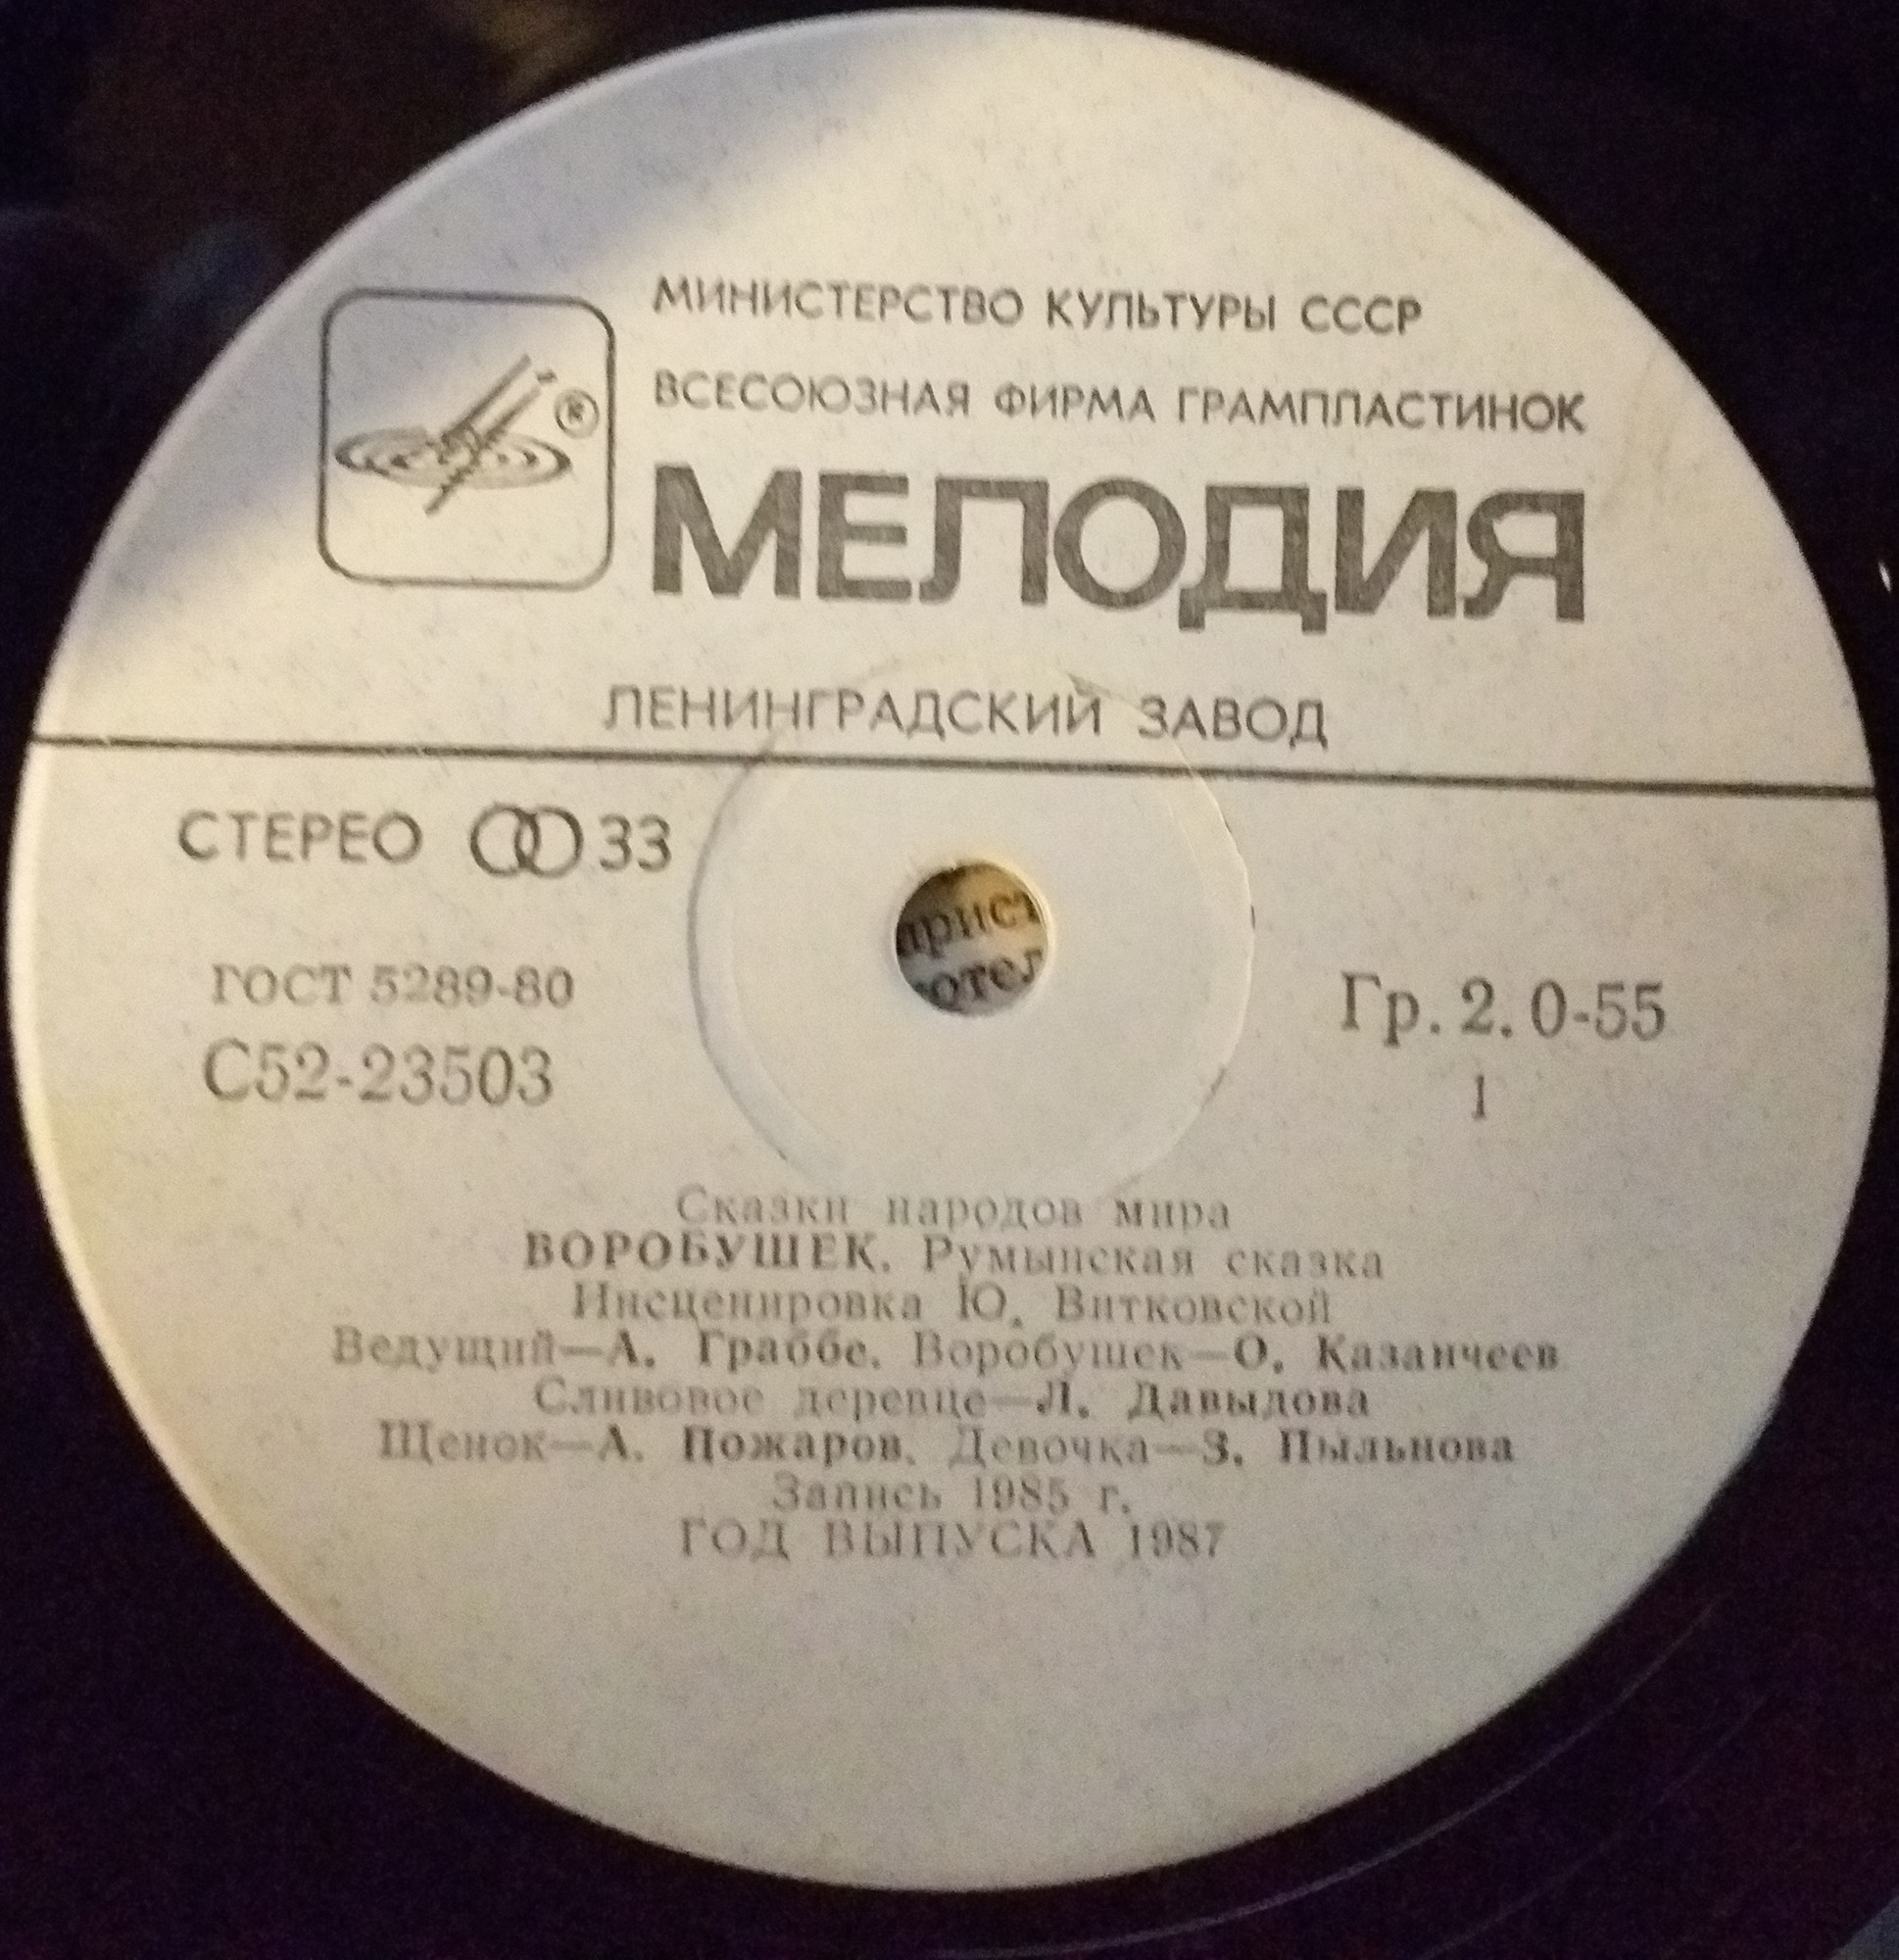 МИНИСТЕРСТВО КУЛЬТУРЫ СССР
ВСЕСОЮЗНАЯ ФИРМА ГРАМПЛАСТИНОК
®
МЕЛОДИЯ
ЛЕНИНГРАДСКИЙ ЗАВОД
СТЕРЕО 33
ГОСТ 5289-80
С52-23503
Гр. 2. 0-55
1
Сказки народов мира
ВОРОБУШЕК. Румынская сказка
Инсценировка Ю. Витковской
Ведущий—А. Граббе. Воробушек—О. Казанчеев
Сливовое деревце—Л. Давыдова
Щенок—А. Пожаров. Девочка—З. Пыльнова
Запись 1985 г.
ГОД ВЫПУСКА 1987